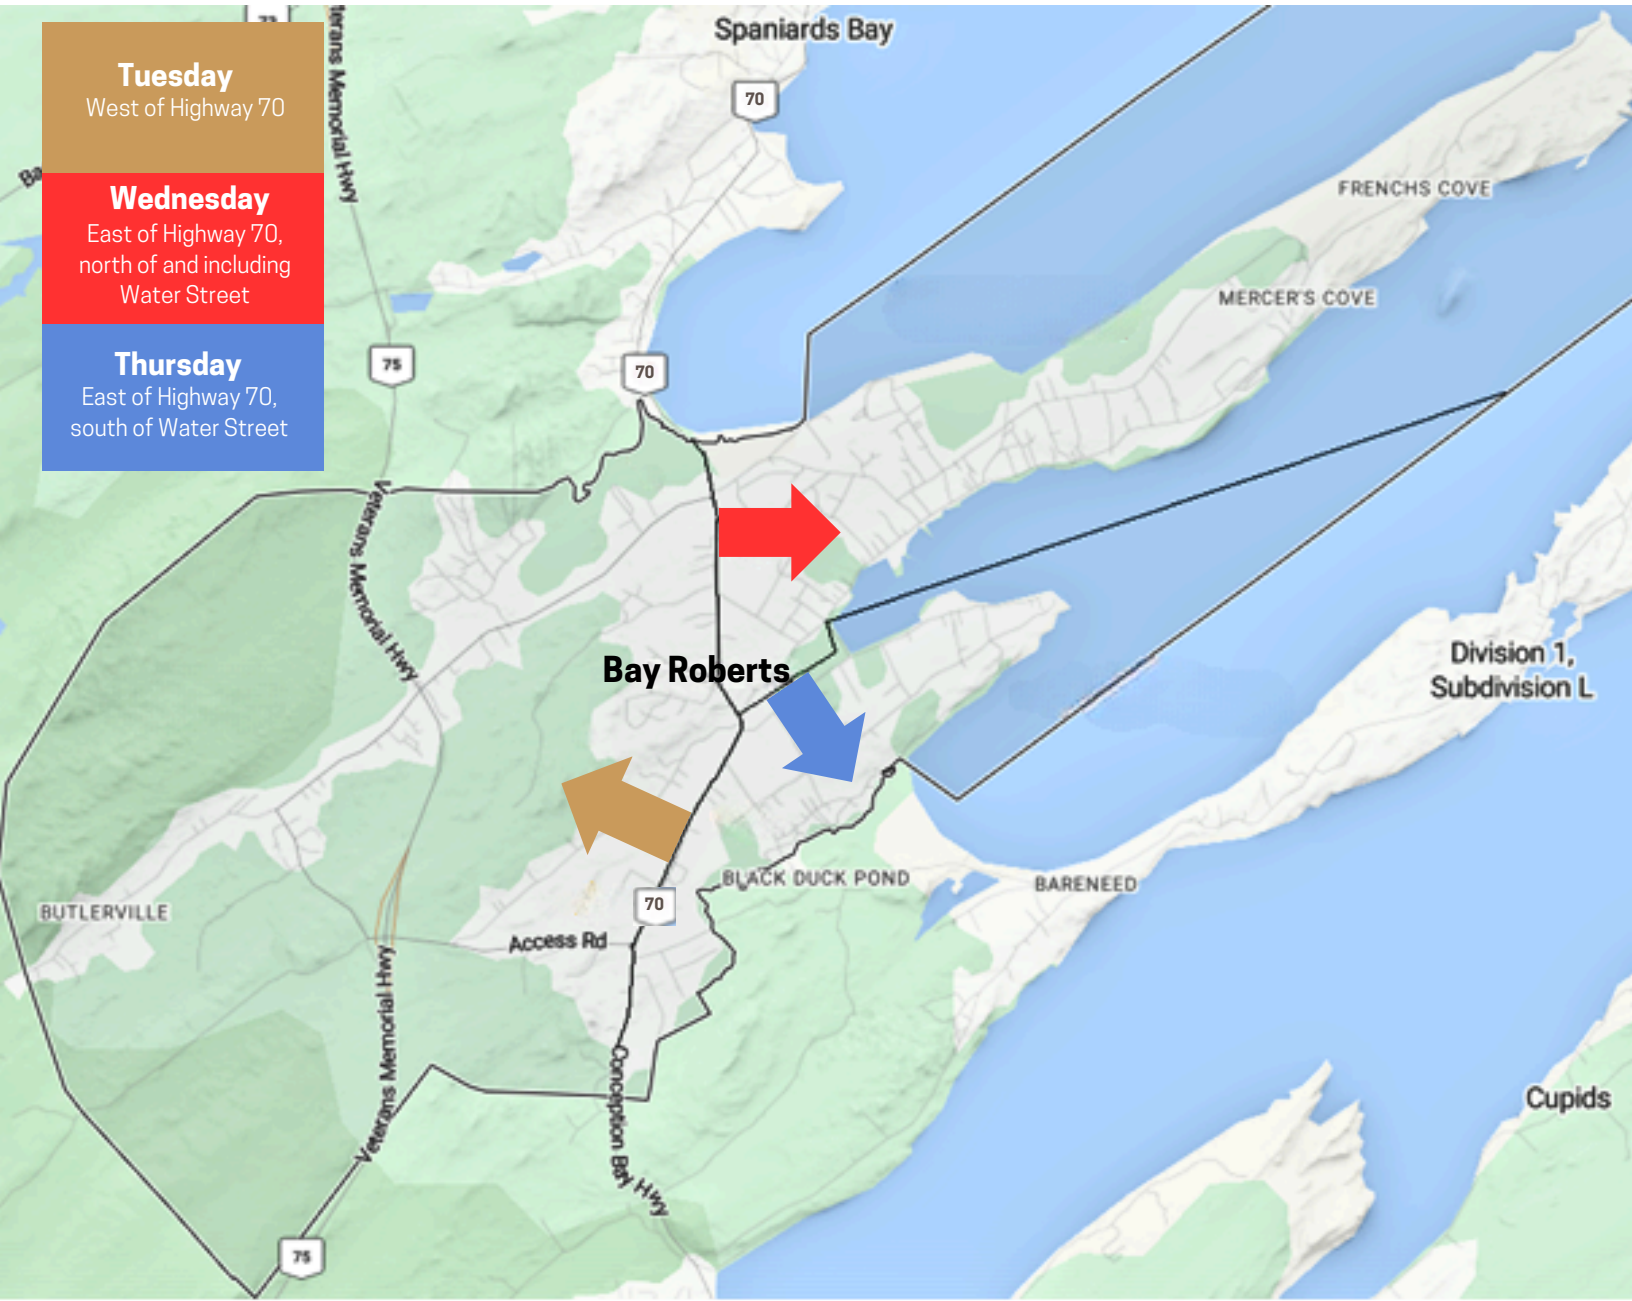 Tuesday
West of Highway 70
Wednesday
East of Highway 70,
north of and including
Water Street
Thursday
East of Highway 70,
south of Water Street
Veterans Memorial Hwy
Spaniards Bay
70
FRENCHS COVE
MERCER'S COVE
75
70
Veterans Memorial Hwy
Bay Roberts
Division 1,
Subdivision L
BLACK DUCK POND
BARENEED
70
BUTLERVILLE
Access Rd
Veterans Memorial Hwy
Conception Bay Hwy
Cupids
75